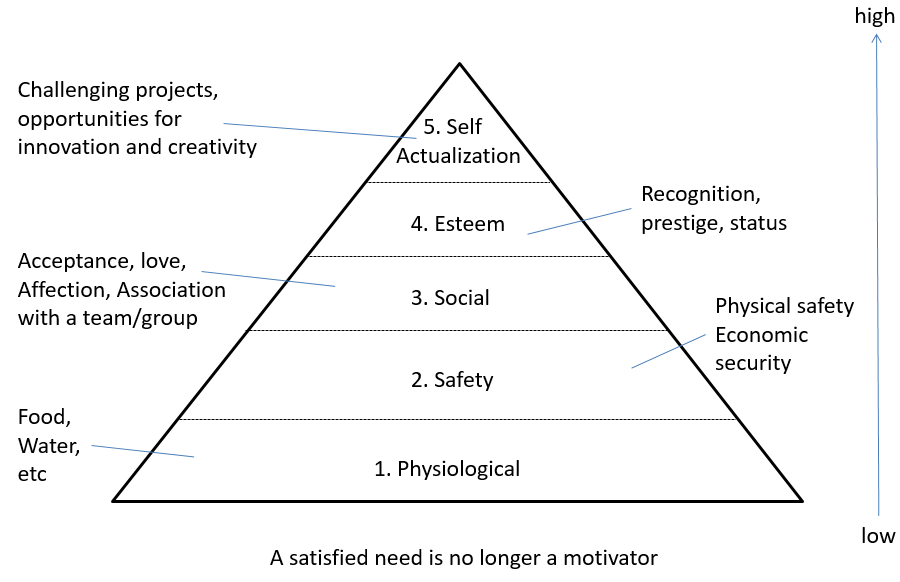 high
Challenging projects,
opportunities for
innovation and creativity
5. Self
Actualization
Recognition,
prestige, status
4. Esteem
Acceptance, love,
Affection, Association
with a team/group
3. Social
Physical safety
Economic
security
2. Safety
Food,
Water,
etc
1. Physiological
low
A satisfied need is no longer a motivator